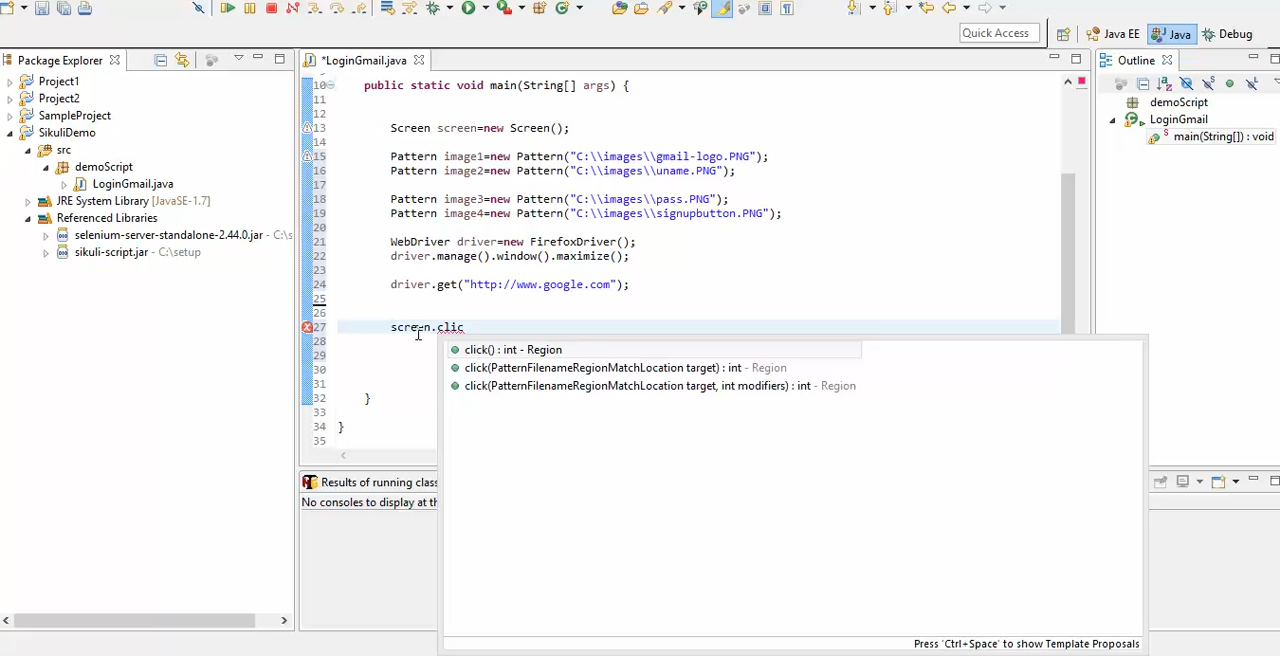 Quick Access
Java EE
Java
Debug
Package Explorer
*LoginGmail.java
Outline
Project1
Project2
SampleProject
SikuliDemo
src
demoScript
LoginGmail.java
JRE System Library [JavaSE-1.7]
Referenced Libraries
selenium-server-standalone-2.44.0.jar - C:\s
sikuli-script.jar - C:\setup
10 public static void main(String[] args) {
11
12
13 Screen screen=new Screen();
14
15 Pattern image1=new Pattern("C:\\images\\gmail-logo.PNG");
16 Pattern image2=new Pattern("C:\\images\\uname.PNG");
17
18 Pattern image3=new Pattern("C:\\images\\pass.PNG");
19 Pattern image4=new Pattern("C:\\images\\signupbutton.PNG");
20
21 WebDriver driver=new FirefoxDriver();
22 driver.manage().window().maximize();
23
24 driver.get("http://www.google.com");
25
26
27 screen.clic
28
29
30
31
32 }
33
34 }
35
click() : int - Region
click(PatternFilenameRegionMatchLocation target) : int - Region
click(PatternFilenameRegionMatchLocation target, int modifiers) : int - Region
Press 'Ctrl+Space' to show Template Proposals
demoScript
LoginGmail
main(String[]) : void
Results of running class
No consoles to display at th